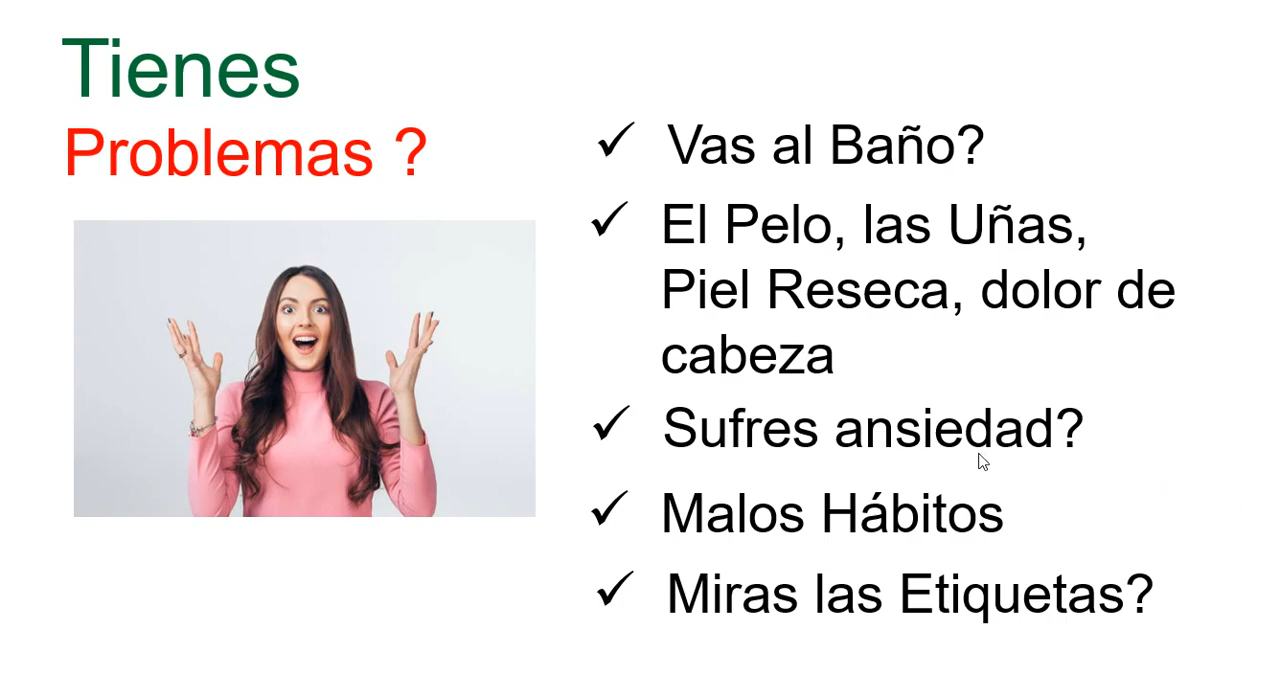 Tienes
Problemas ?
✓ Vas al Baño?
✓ El Pelo, las Uñas,
Piel Reseca, dolor de
cabeza
✓ Sufres ansiedad?
✓ Malos Hábitos
✓ Miras las Etiquetas?